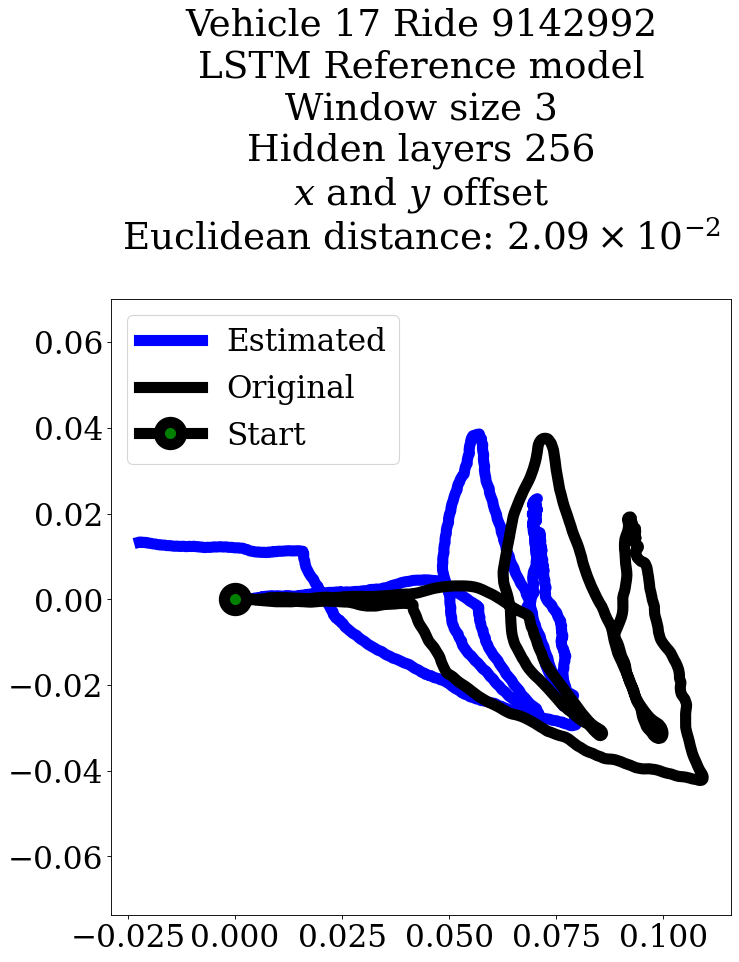 Vehicle 17 Ride 9142992
LSTM Reference model
Window size 3
Hidden layers 256
x and y offset
Euclidean distance: 2.09 × 10⁻²
Estimated
Original
Start
0.06
0.04
0.02
0.00
−0.02
−0.04
−0.06
−0.025 0.000 0.025 0.050 0.075 0.100